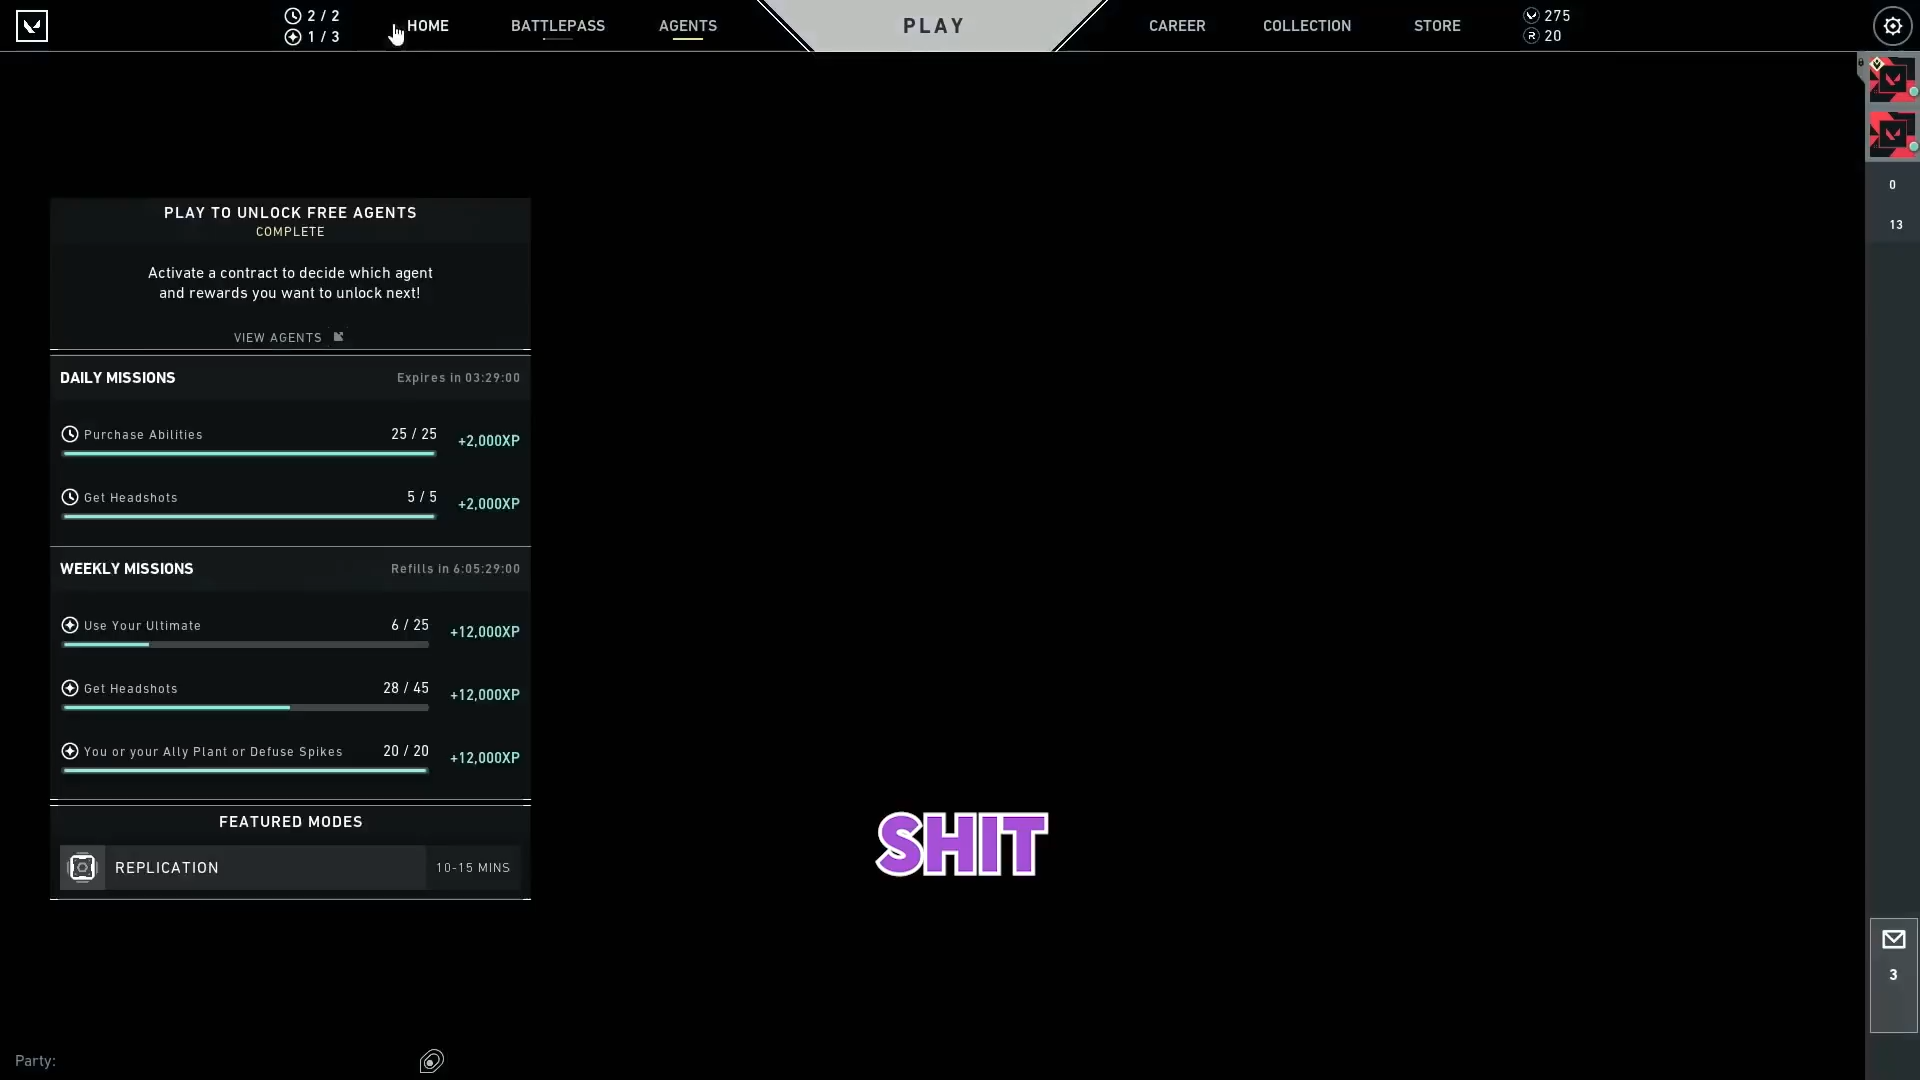 2 / 2
1 / 3
HOME
BATTLEPASS
AGENTS
PLAY
CAREER
COLLECTION
STORE
275
R 20
0
13
PLAY TO UNLOCK FREE AGENTS
COMPLETE
Activate a contract to decide which agent
and rewards you want to unlock next!
VIEW AGENTS
DAILY MISSIONS
Expires in 03:29:00
Purchase Abilities
25 / 25
+2,000XP
Get Headshots
5 / 5
+2,000XP
WEEKLY MISSIONS
Refills in 6:05:29:00
Use Your Ultimate
6 / 25
+12,000XP
Get Headshots
28 / 45
+12,000XP
You or your Ally Plant or Defuse Spikes
20 / 20
+12,000XP
FEATURED MODES
REPLICATION
10-15 MINS
SHIT
3
Party: